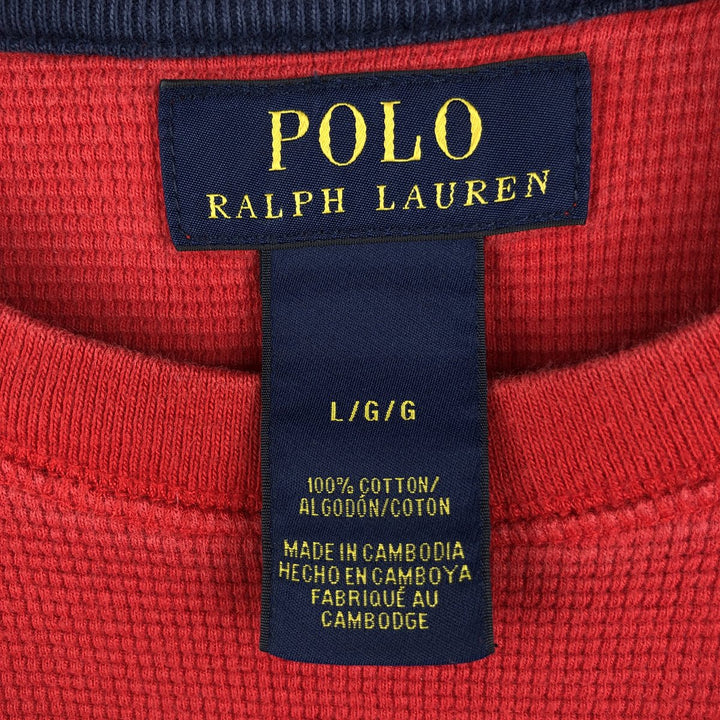 POLO
RALPH LAUREN
L/G/G
100% COTTON/
ALGODÓN/COTON
MADE IN CAMBODIA
HECHO EN CAMBOYA
FABRIQUÉ AU
CAMBODGE